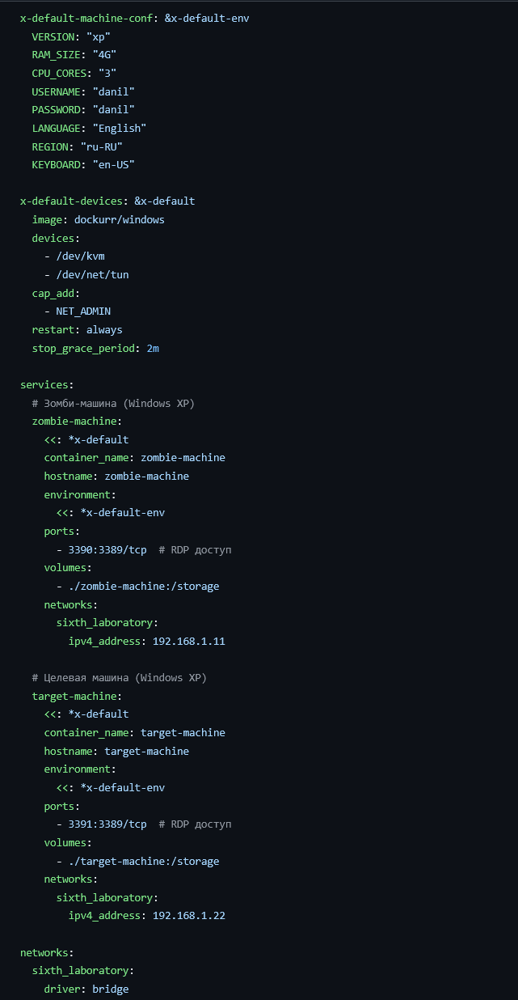 x-default-machine-conf: &x-default-env
  VERSION: "xp"
  RAM_SIZE: "4G"
  CPU_CORES: "3"
  USERNAME: "danil"
  PASSWORD: "danil"
  LANGUAGE: "English"
  REGION: "ru-RU"
  KEYBOARD: "en-US"

x-default-devices: &x-default
  image: dockurr/windows
  devices:
    - /dev/kvm
    - /dev/net/tun
  cap_add:
    - NET_ADMIN
  restart: always
  stop_grace_period: 2m

services:
  # Зомби-машина (Windows XP)
  zombie-machine:
    <<: *x-default
    container_name: zombie-machine
    hostname: zombie-machine
    environment:
      <<: *x-default-env
    ports:
      - 3390:3389/tcp  # RDP доступ
    volumes:
      - ./zombie-machine:/storage
    networks:
      sixth_laboratory:
        ipv4_address: 192.168.1.11

  # Целевая машина (Windows XP)
  target-machine:
    <<: *x-default
    container_name: target-machine
    hostname: target-machine
    environment:
      <<: *x-default-env
    ports:
      - 3391:3389/tcp  # RDP доступ
    volumes:
      - ./target-machine:/storage
    networks:
      sixth_laboratory:
        ipv4_address: 192.168.1.22

networks:
  sixth_laboratory:
    driver: bridge